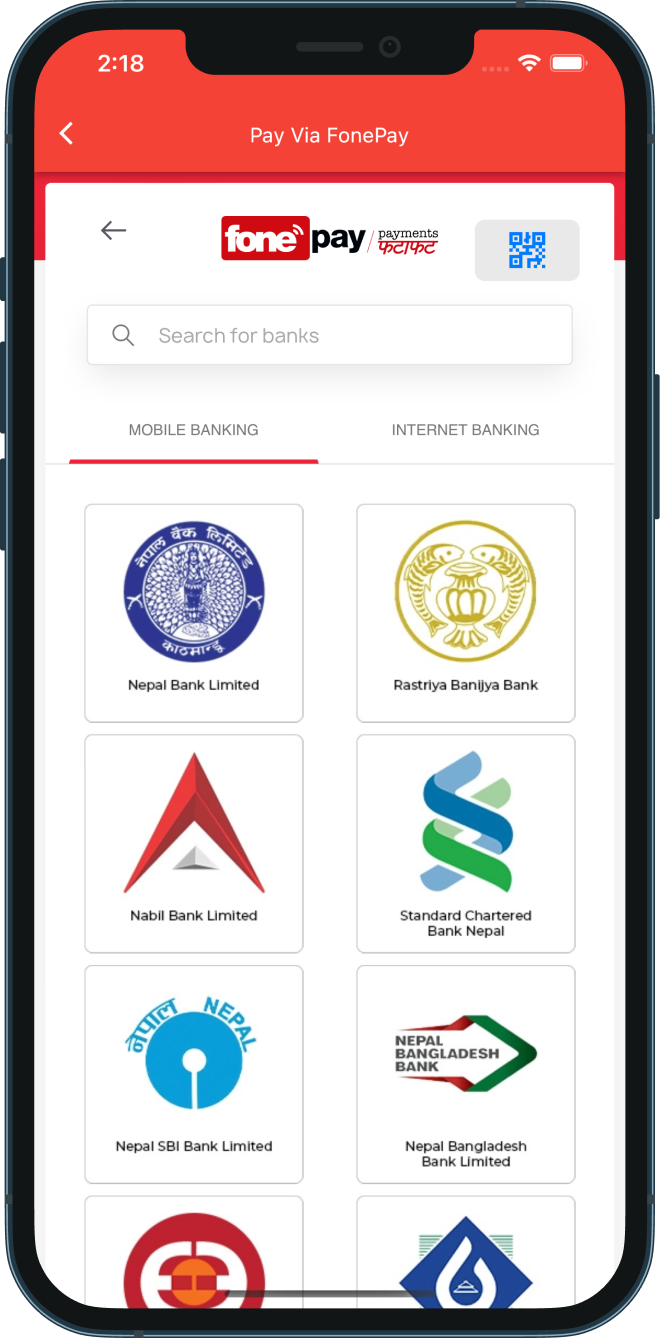 2:18
Pay Via FonePay
fone pay / payments
फटाफट
Search for banks
MOBILE BANKING
INTERNET BANKING
नेपाल बैंक लिमिटेड
काठमाण्डू
Nepal Bank Limited
Rastriya Banijya Bank
Nabil Bank Limited
Standard Chartered
Bank Nepal
नेपाल NEPAL
Nepal SBI Bank Limited
NEPAL
BANGLADESH
BANK
Nepal Bangladesh
Bank Limited